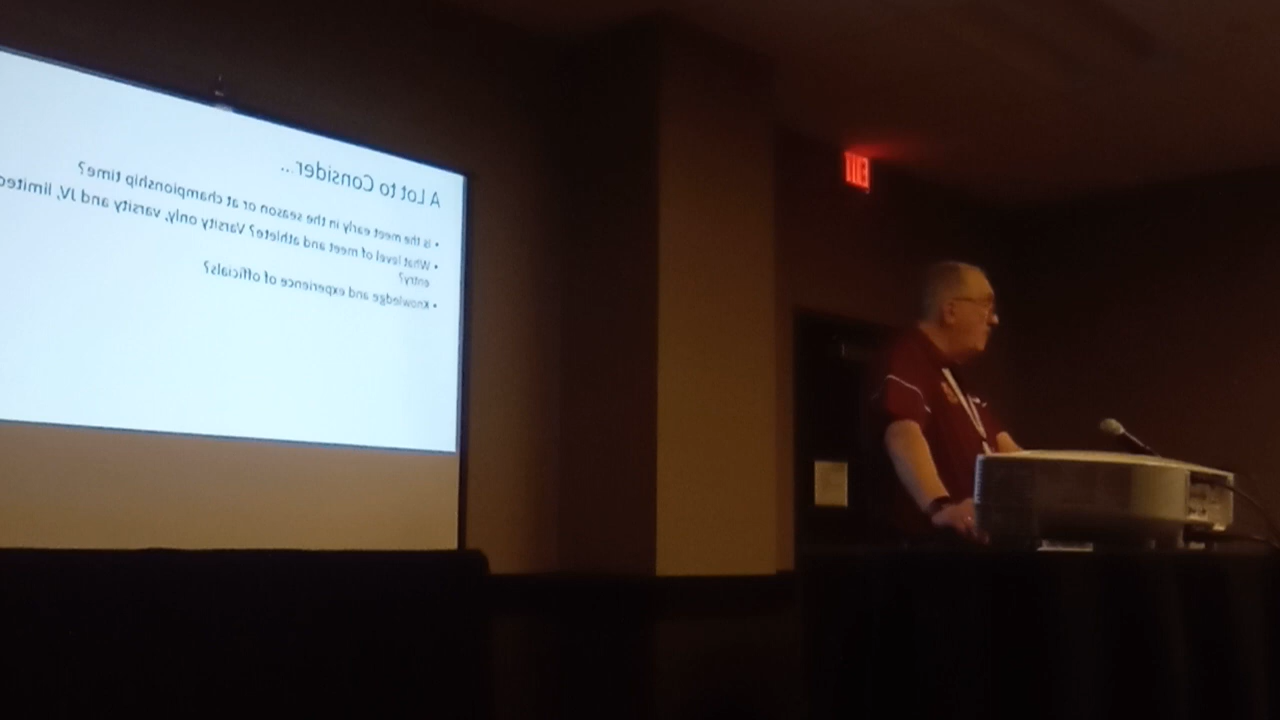 A Lot to Consider...
• Is the meet early in the season or at championship time?
• What level of meet and athlete? Varsity only, varsity and JV, limited
entry?
• Knowledge and experience of officials?
EXIT